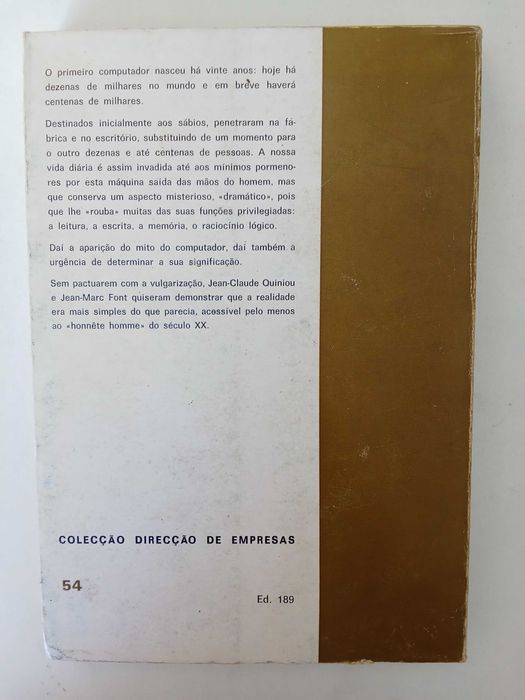 O primeiro computador nasceu há vinte anos: hoje há
dezenas de milhares no mundo e em breve haverá
centenas de milhares.
Destinados inicialmente aos sábios, penetraram na fá-
brica e no escritório, substituindo de um momento para
o outro dezenas e até centenas de pessoas. A nossa
vida diária é assim invadida até aos mínimos pormeno-
res por esta máquina saída das mãos do homem, mas
que conserva um aspecto misterioso, «dramático», pois
que lhe «rouba» muitas das suas funções privilegiadas:
a leitura, a escrita, a memória, o raciocínio lógico.
Daí a aparição do mito do computador, daí também a
urgência de determinar a sua significação.
Sem pactuarem com a vulgarização, Jean-Claude Quiniou
e Jean-Marc Font quiseram demonstrar que a realidade
era mais simples do que parecia, acessível pelo menos
ao «honnête homme» do século XX.
COLECÇÃO DIRECÇÃO DE EMPRESAS
54
Ed. 189